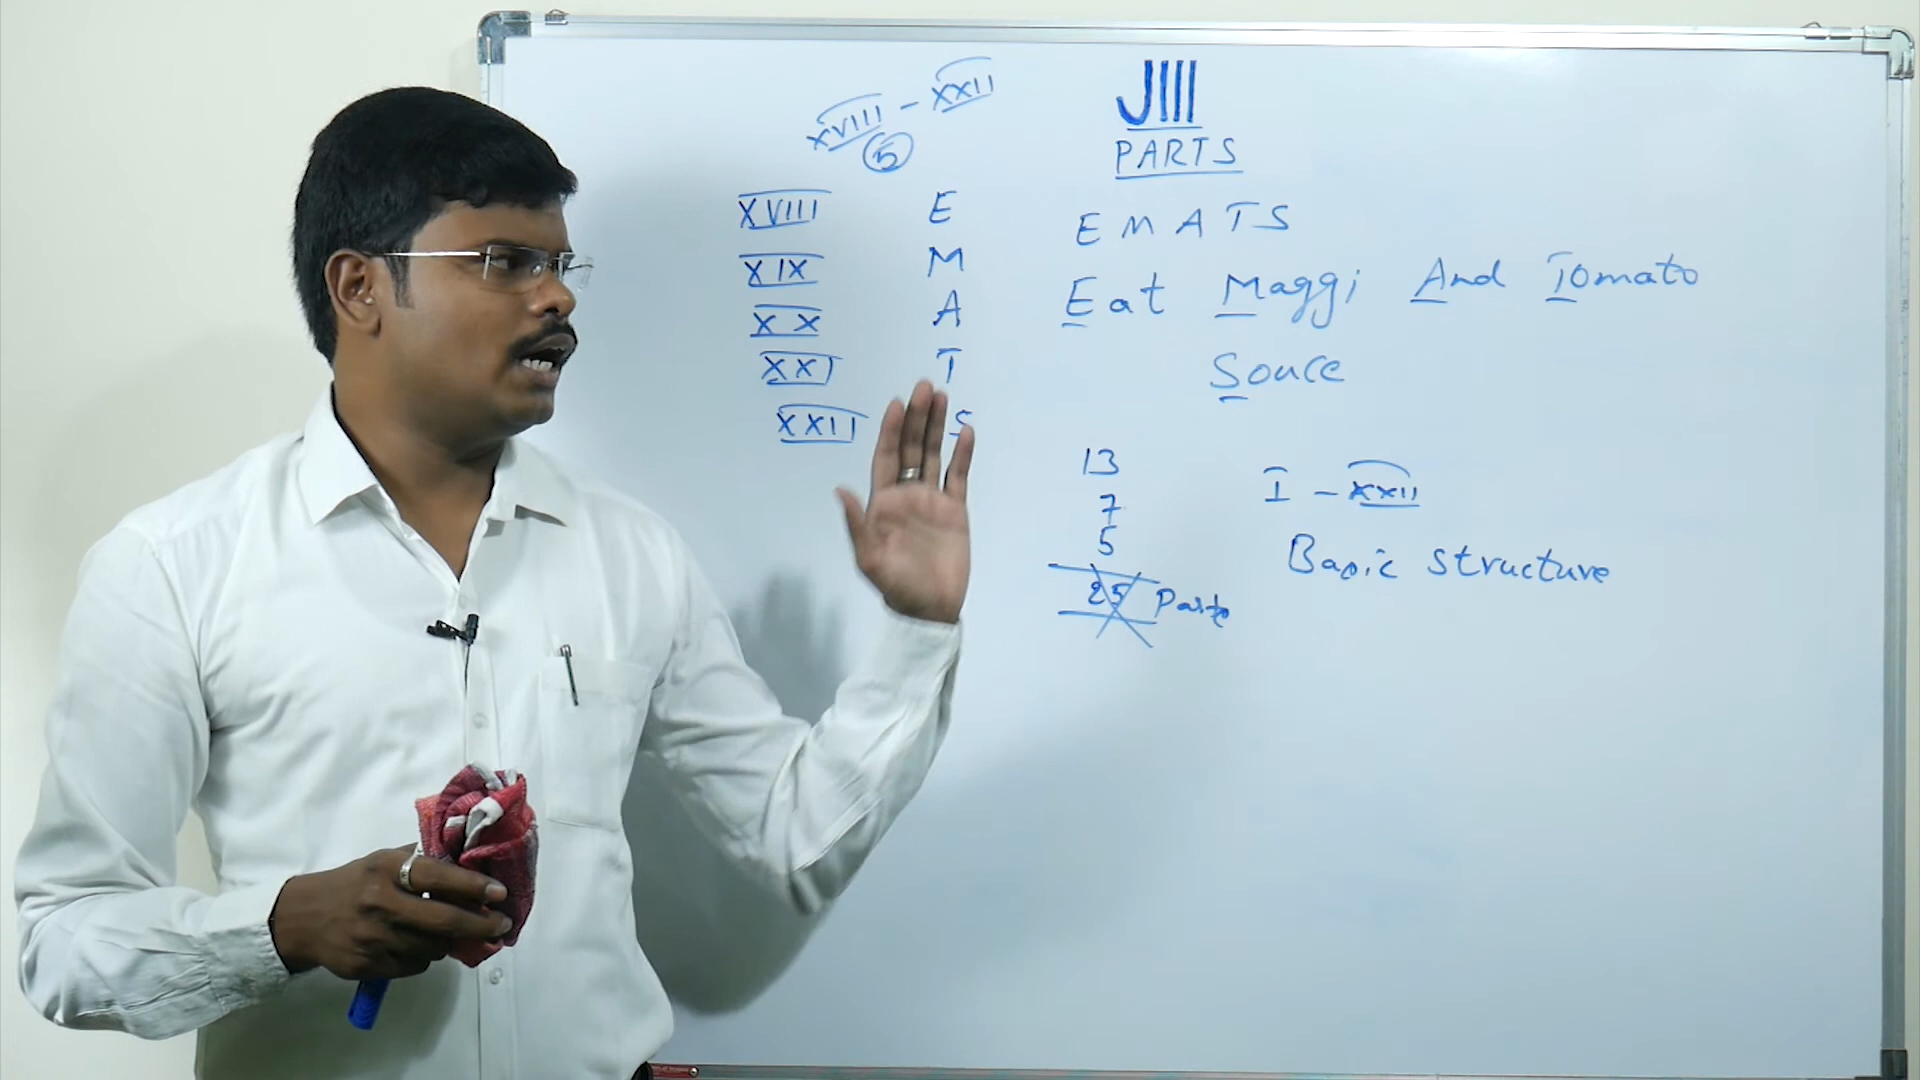 XVIII - XXII
5
JIII
PARTS
XVIII E
XIX M
XX A
XXI T
XXII S
EMATS
Eat Maggi And Tomato
Souce
13
7
5
25 Parts
I - XXII
Basic structure